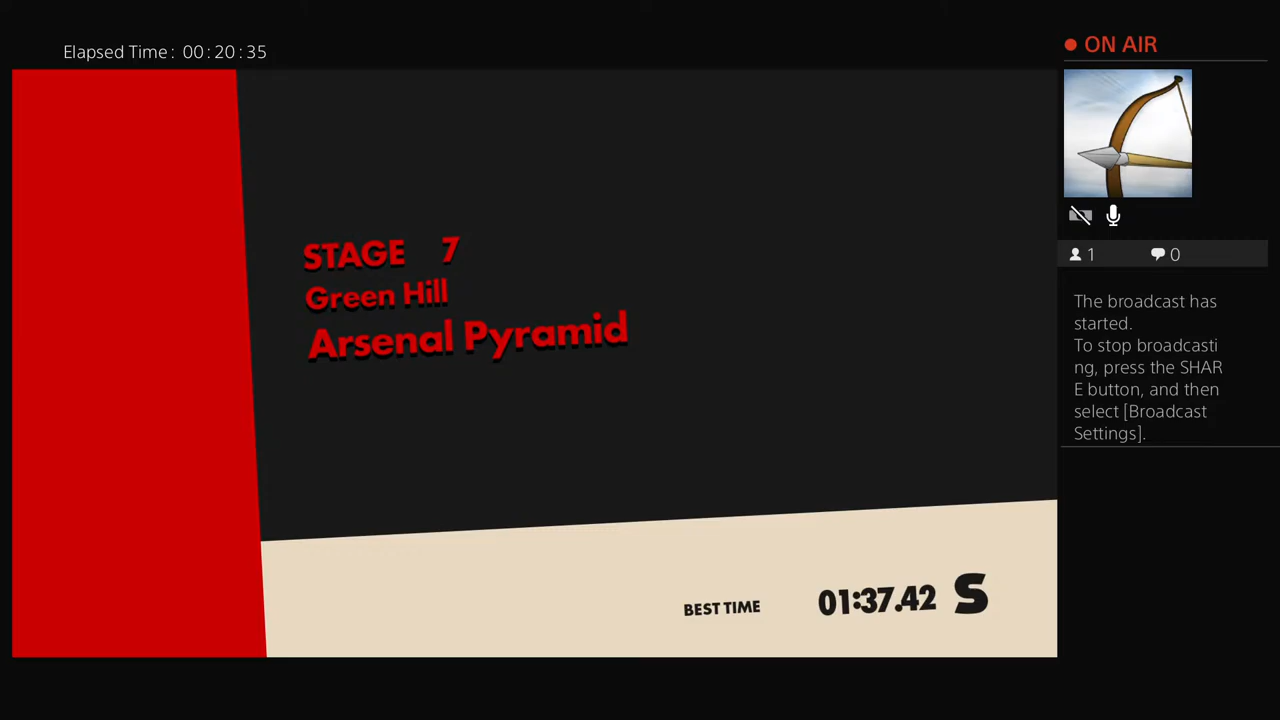 Elapsed Time: 00:20:35
ON AIR
1 0
The broadcast has
started.
To stop broadcasti
ng, press the SHAR
E button, and then
select [Broadcast
Settings].
STAGE 7
Green Hill
Arsenal Pyramid
BEST TIME 01:37.42 S